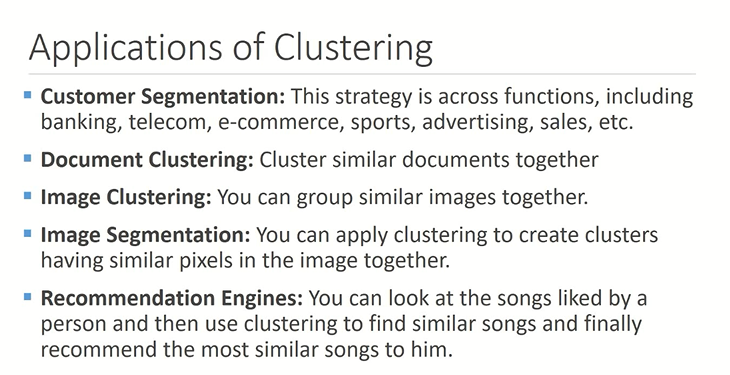 Applications of Clustering
▪ Customer Segmentation: This strategy is across functions, including
banking, telecom, e-commerce, sports, advertising, sales, etc.
▪ Document Clustering: Cluster similar documents together
▪ Image Clustering: You can group similar images together.
▪ Image Segmentation: You can apply clustering to create clusters
having similar pixels in the image together.
▪ Recommendation Engines: You can look at the songs liked by a
person and then use clustering to find similar songs and finally
recommend the most similar songs to him.